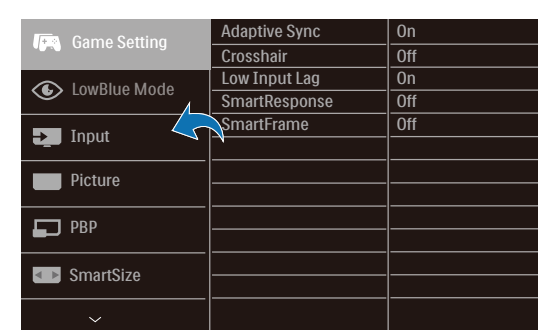 Game Setting
LowBlue Mode
Input
Picture
PBP
SmartSize
Adaptive Sync On
Crosshair Off
Low Input Lag On
SmartResponse Off
SmartFrame Off